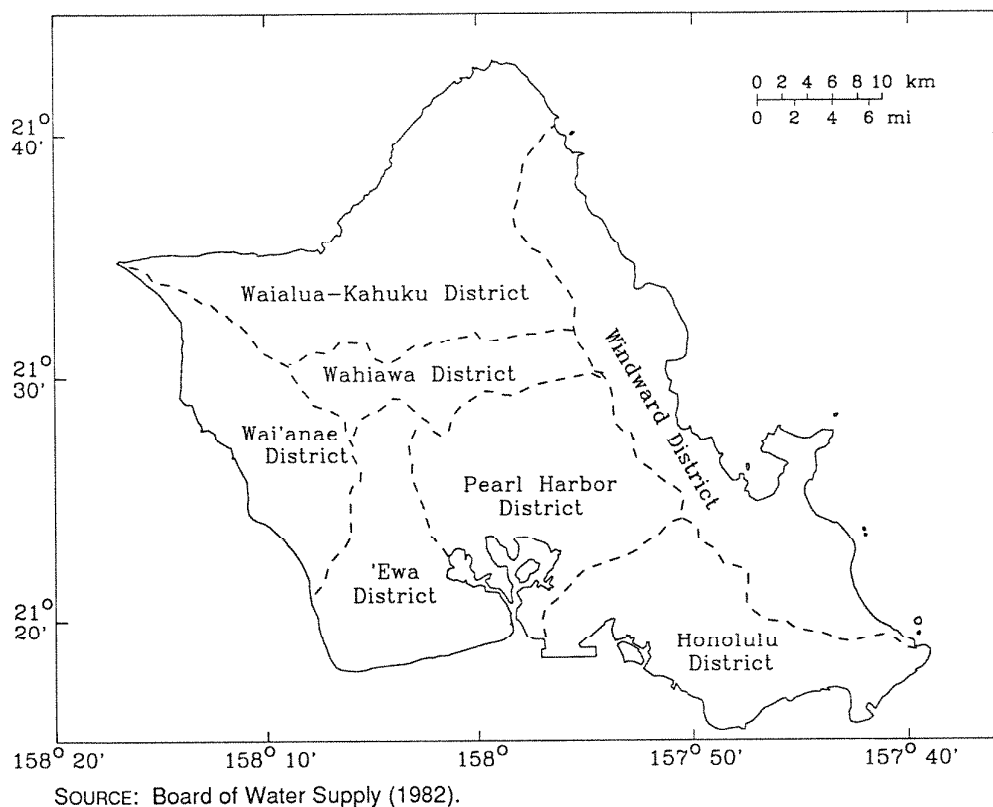 0 2 4 6 8 10 km
0 2 4 6 mi
21° 40'
Waialua-Kahuku District
21° 30'
Wahiawa District
Windward District
Wai'anae
District
Pearl Harbor
District
'Ewa
District
21° 20'
Honolulu
District
158° 20'
158° 10'
158°
157° 50'
157° 40'
SOURCE: Board of Water Supply (1982).